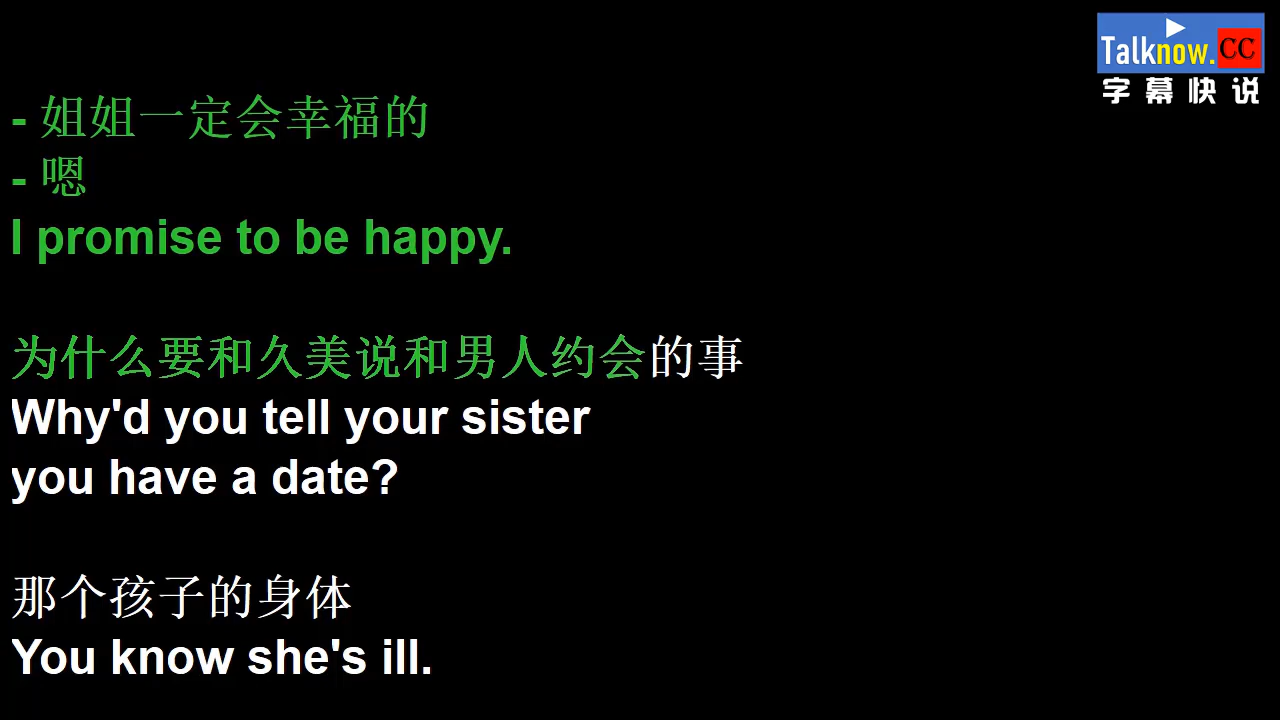 Talknow.CC
字幕快说
- 姐姐一定会幸福的
- 嗯
I promise to be happy.
为什么要和久美说和男人约会的事
Why'd you tell your sister
you have a date?
那个孩子的身体
You know she's ill.